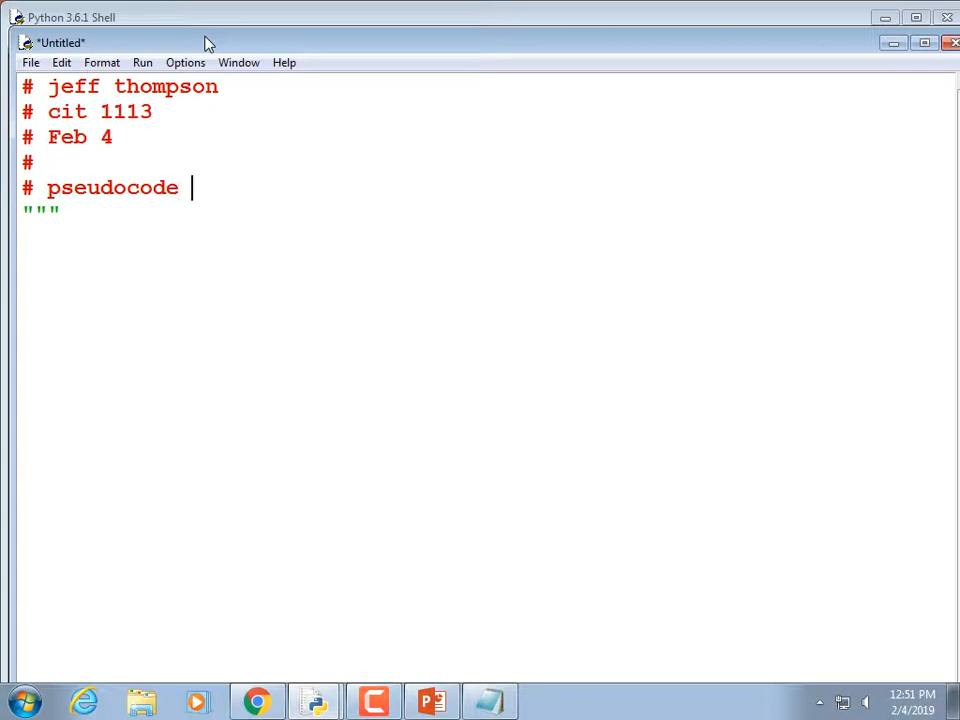 Python 3.6.1 Shell
*Untitled*
File Edit Format Run Options Window Help
# jeff thompson
# cit 1113
# Feb 4
#
# pseudocode
"""
12:51 PM
2/4/2019